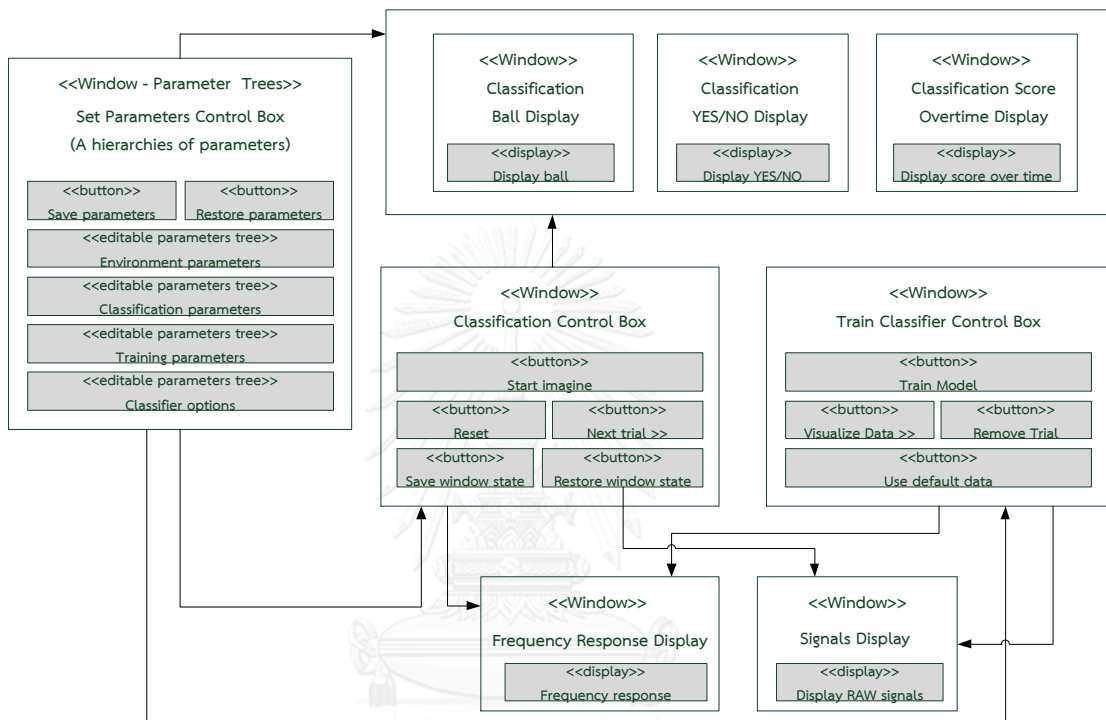 <<Window - Parameter Trees>>
Set Parameters Control Box
(A hierarchies of parameters)
<<button>>
Save parameters
<<button>>
Restore parameters
<<editable parameters tree>>
Environment parameters
<<editable parameters tree>>
Classification parameters
<<editable parameters tree>>
Training parameters
<<editable parameters tree>>
Classifier options
<<Window>>
Classification
Ball Display
<<display>>
Display ball
<<Window>>
Classification
YES/NO Display
<<display>>
Display YES/NO
<<Window>>
Classification Score
Overtime Display
<<display>>
Display score over time
<<Window>>
Classification Control Box
<<button>>
Start imagine
<<button>>
Reset
<<button>>
Next trial >>
<<button>>
Save window state
<<button>>
Restore window state
<<Window>>
Train Classifier Control Box
<<button>>
Train Model
<<button>>
Visualize Data >>
<<button>>
Remove Trial
<<button>>
Use default data
<<Window>>
Frequency Response Display
<<display>>
Frequency response
<<Window>>
Signals Display
<<display>>
Display RAW signals